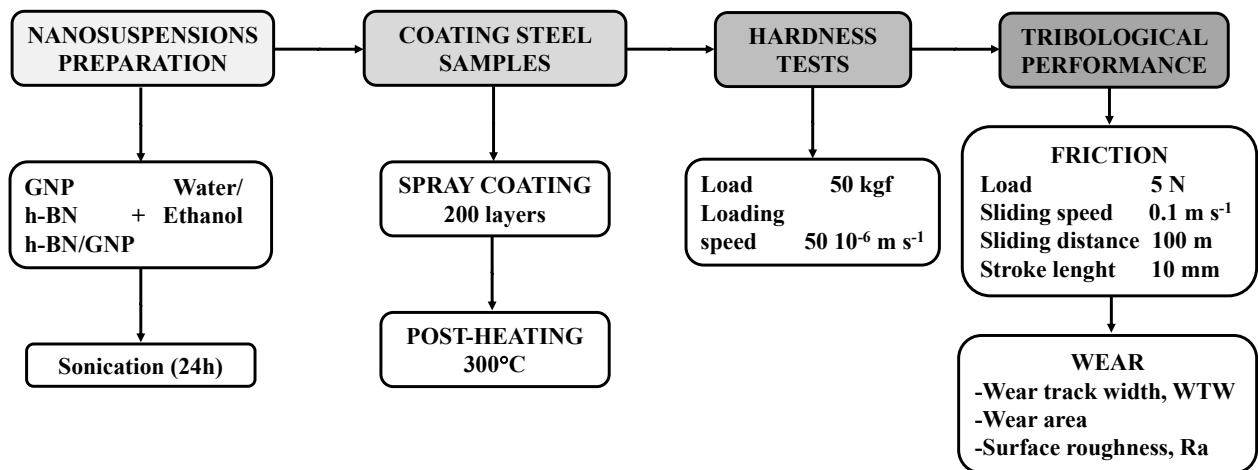 NANOSUSPENSIONS
PREPARATION
COATING STEEL
SAMPLES
HARDNESS
TESTS
TRIBOLOGICAL
PERFORMANCE
GNP Water/
h-BN + Ethanol
h-BN/GNP
Sonication (24h)
SPRAY COATING
200 layers
POST-HEATING
300°C
Load 50 kgf
Loading
speed 50 10⁻⁶ m s⁻¹
FRICTION
Load 5 N
Sliding speed 0.1 m s⁻¹
Sliding distance 100 m
Stroke lenght 10 mm
WEAR
-Wear track width, WTW
-Wear area
-Surface roughness, Ra